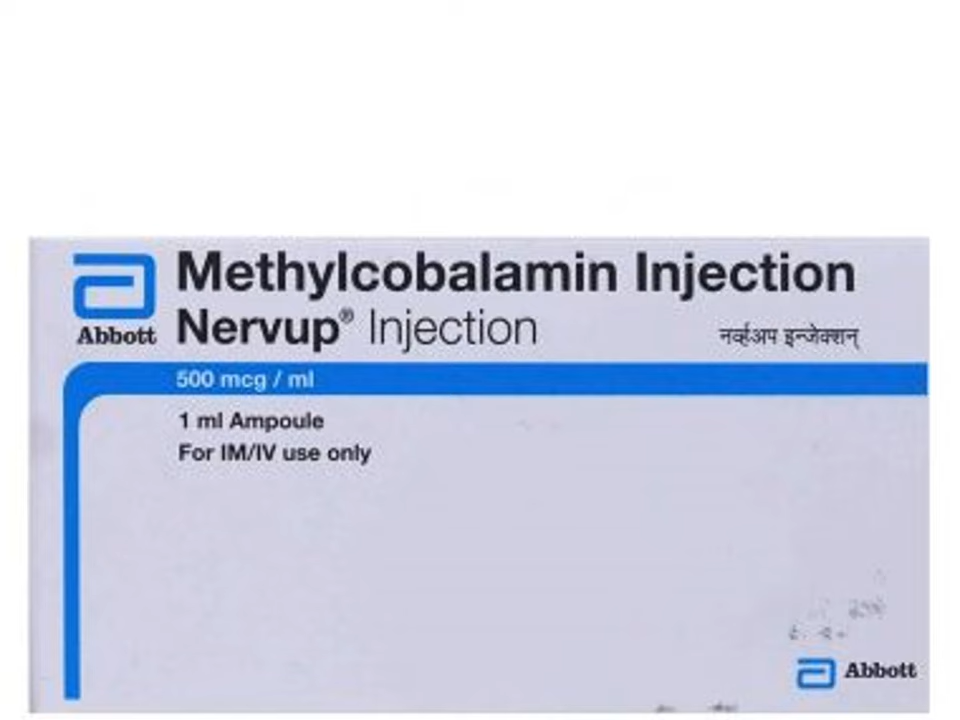 Methylcobalamin Injection
Abbott
Nervup® Injection
नर्व्हअप इन्जेक्शन्
500 mcg / ml
1 ml Ampoule
For IM/IV use only
Abbott